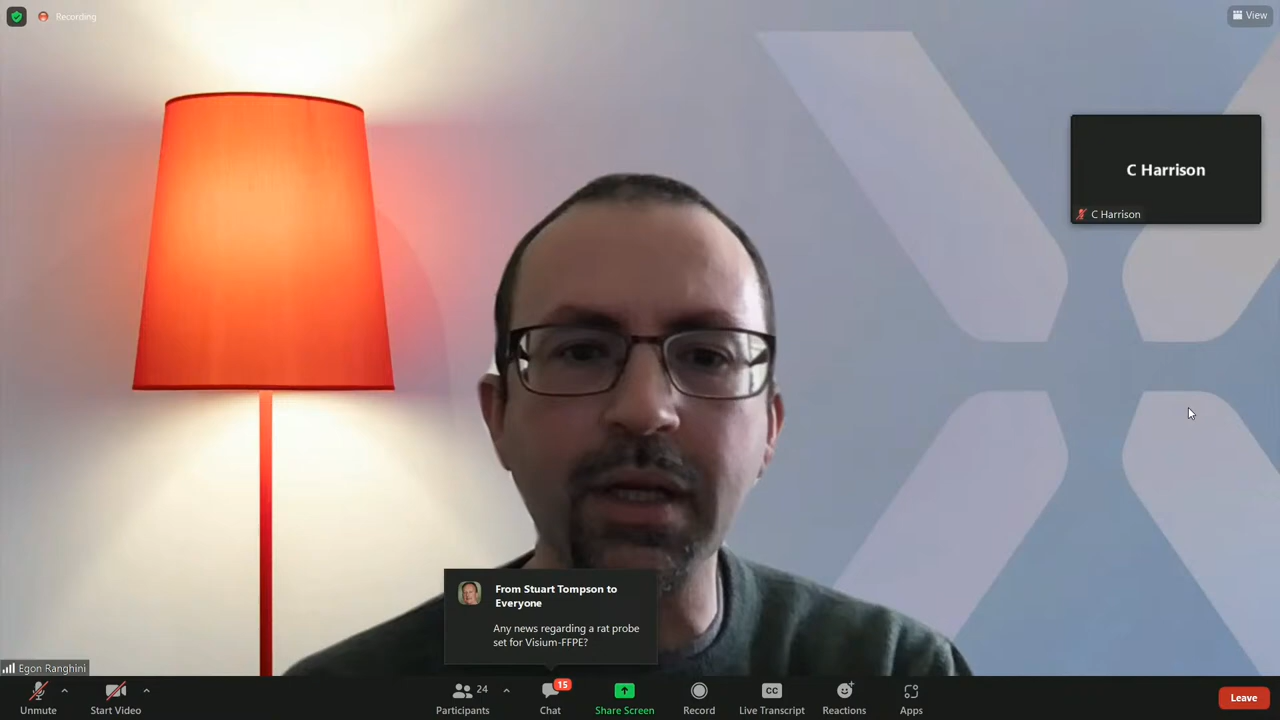 Recording
View
C Harrison
C Harrison
From Stuart Tompson to
Everyone
Any news regarding a rat probe
set for Visium-FFPE?
Egon Ranghini
Unmute
Start Video
24
Participants
15
Chat
Share Screen
Record
CC
Live Transcript
Reactions
Apps
Leave